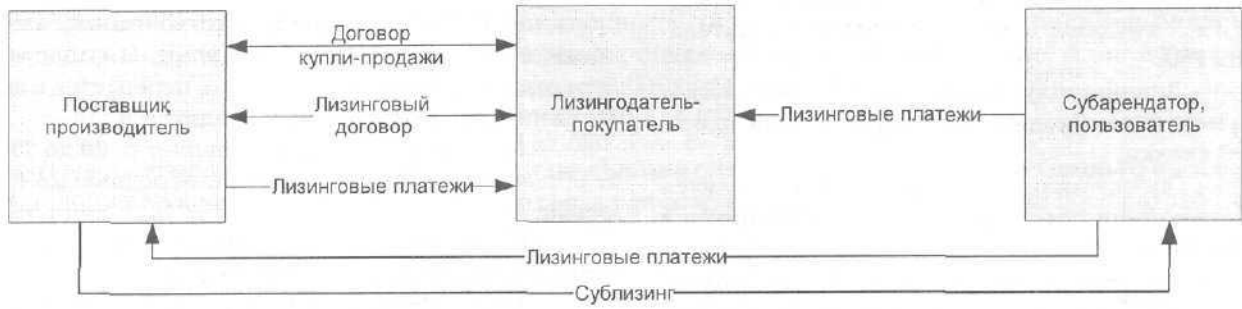 Договор
купли-продажи
Поставщик
производитель
Лизинговый
договор
Лизингодатель-
покупатель
Лизинговые платежи
Субарендатор,
пользователь
Лизинговые платежи
Лизинговые платежи
Сублизинг